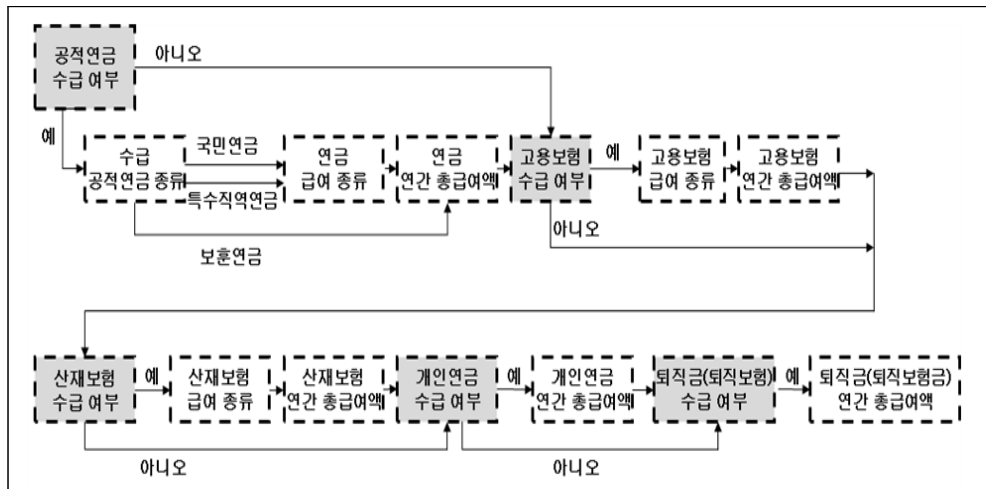 공적연금
수급 여부
아니오
예
수급
공적연금 종류
국민연금
특수직역연금
보훈연금
연금
급여 종류
연금
연간 총급여액
고용보험
수급 여부
예
아니오
고용보험
급여 종류
고용보험
연간 총급여액
산재보험
수급 여부
예
아니오
산재보험
급여 종류
산재보험
연간 총급여액
개인연금
수급 여부
예
아니오
개인연금
연간 총급여액
퇴직금(퇴직보험)
수급 여부
예
퇴직금(퇴직보험금)
연간 총급여액